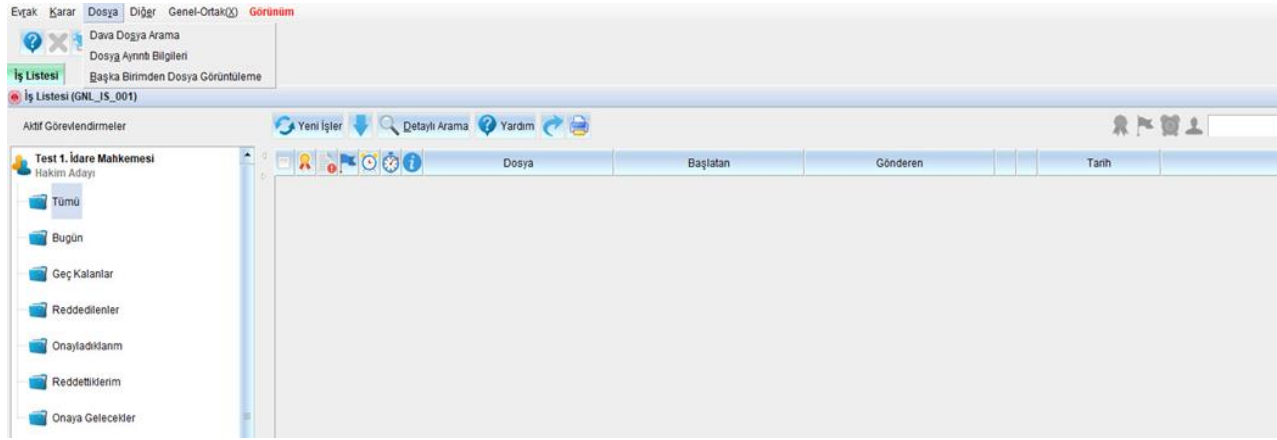 Evrak Karar Dosya Diğer Genel-Ortak(X) Görünüm
Dava Dosya Arama
Dosya Ayrıntı Bilgileri
Başka Birimden Dosya Görüntüleme
İş Listesi
İş Listesi (GNL_IS_001)
Aktif Görevlendirmeler
Yeni İşler Detaylı Arama Yardım
Test 1. İdare Mahkemesi
Hakim Adayı
Dosya Başlatan Gönderen Tarih
Tümü
Bugün
Geç Kalanlar
Reddedilenler
Onayladıklarım
Reddettiklerim
Onaya Gelecekler